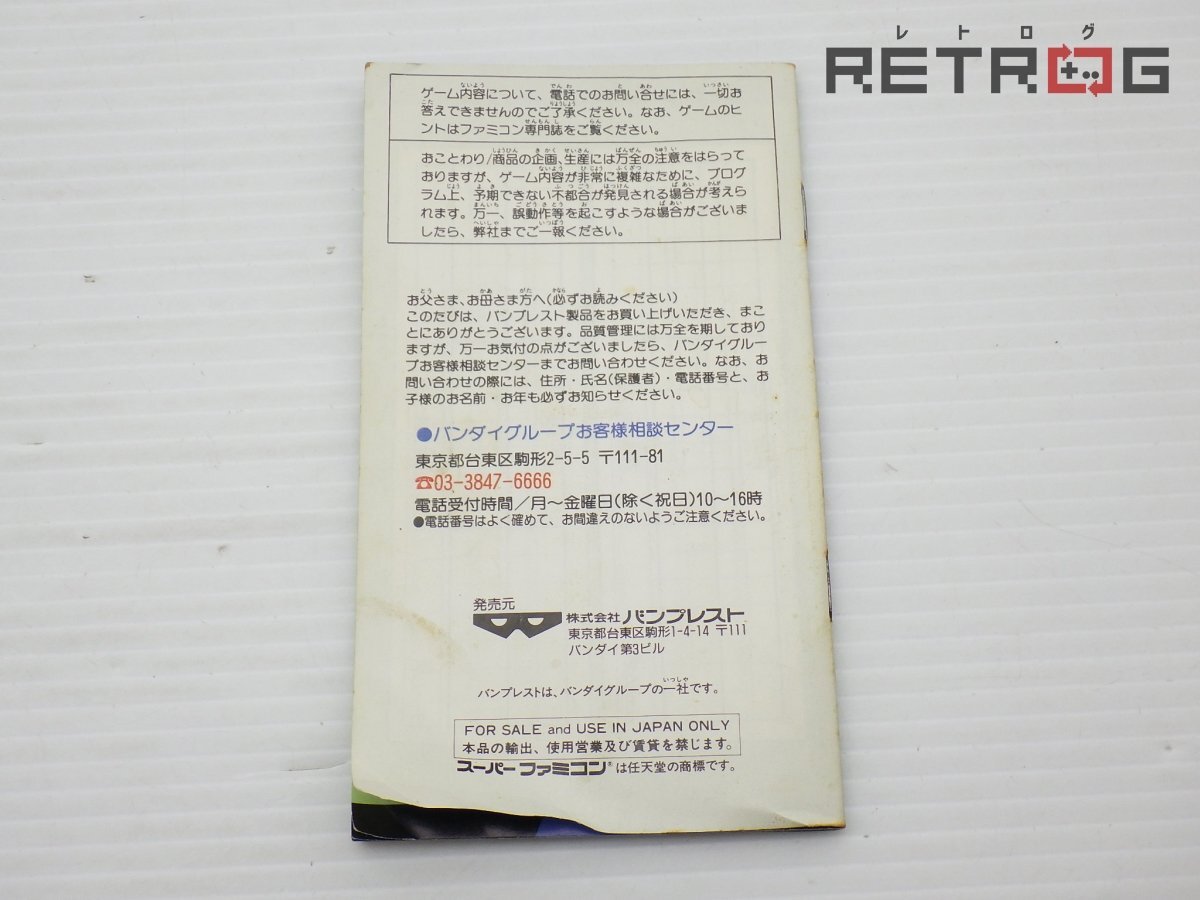 レトログ
RETROG
ゲーム内容について、電話でのお問い合せには、一切お
答えできませんのでご了承ください。なお、ゲームのヒ
ントはファミコン専門誌をご覧ください。
おことわり/商品の企画、生産には万全の注意をはらって
おりますが、ゲーム内容が非常に複雑なために、プログ
ラム上、予期できない不都合が発見される場合が考えら
れます。万一、誤動作等を起こすような場合がございま
したら、弊社までご一報ください。
お父さま、お母さま方へ(必ずお読みください)
このたびは、バンプレスト製品をお買い上げいただき、まこ
とにありがとうございます。品質管理には万全を期しており
ますが、万一お気付の点がございましたら、バンダイグルー
プお客様相談センターまでお問い合わせください。なお、お
問い合わせの際には、住所・氏名(保護者)・電話番号と、お
子様のお名前・お年も必ずお知らせください。
●バンダイグループお客様相談センター
東京都台東区駒形2-5-5 〒111-81
☎03-3847-6666
電話受付時間/月〜金曜日(除く祝日)10〜16時
●電話番号はよく確めて、お間違えのないようご注意ください。
発売元
株式会社バンプレスト
東京都台東区駒形1-4-14 〒111
バンダイ第3ビル
バンプレストは、バンダイグループの一社です。
FOR SALE and USE IN JAPAN ONLY
本品の輸出、使用営業及び賃貸を禁じます。
スーパーファミコン®は任天堂の商標です。